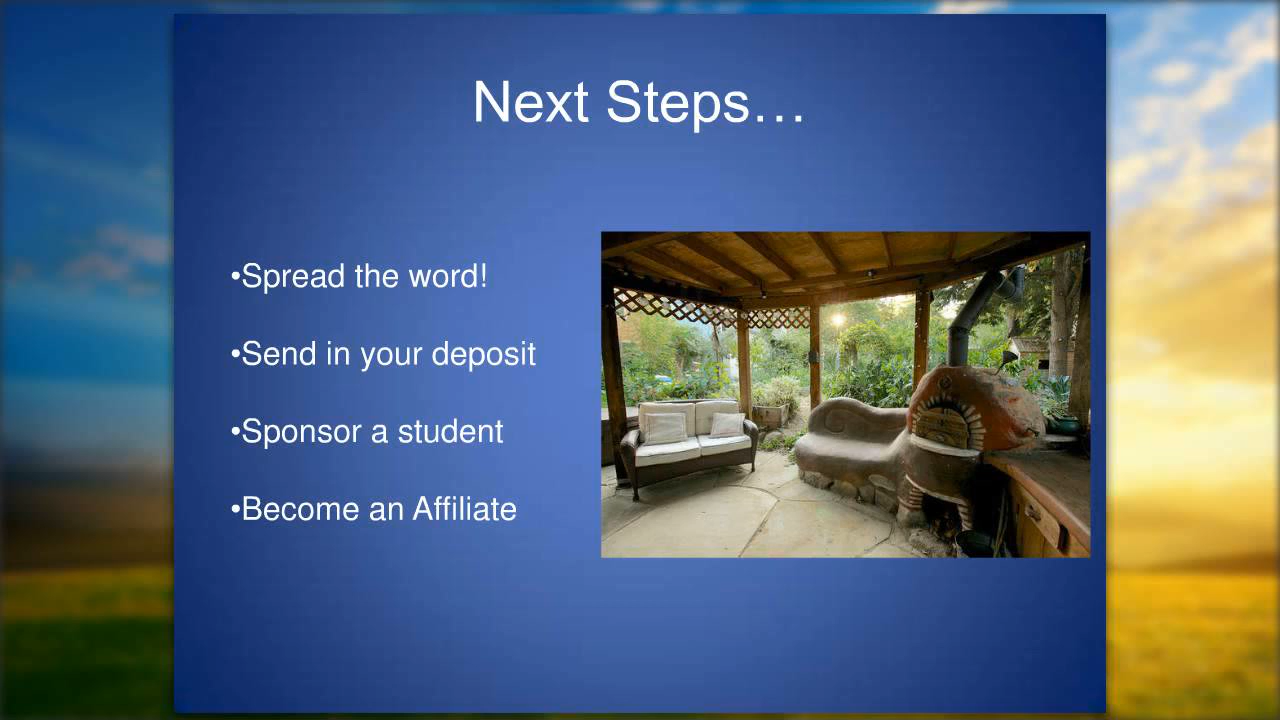 Next Steps…
•Spread the word!
•Send in your deposit
•Sponsor a student
•Become an Affiliate